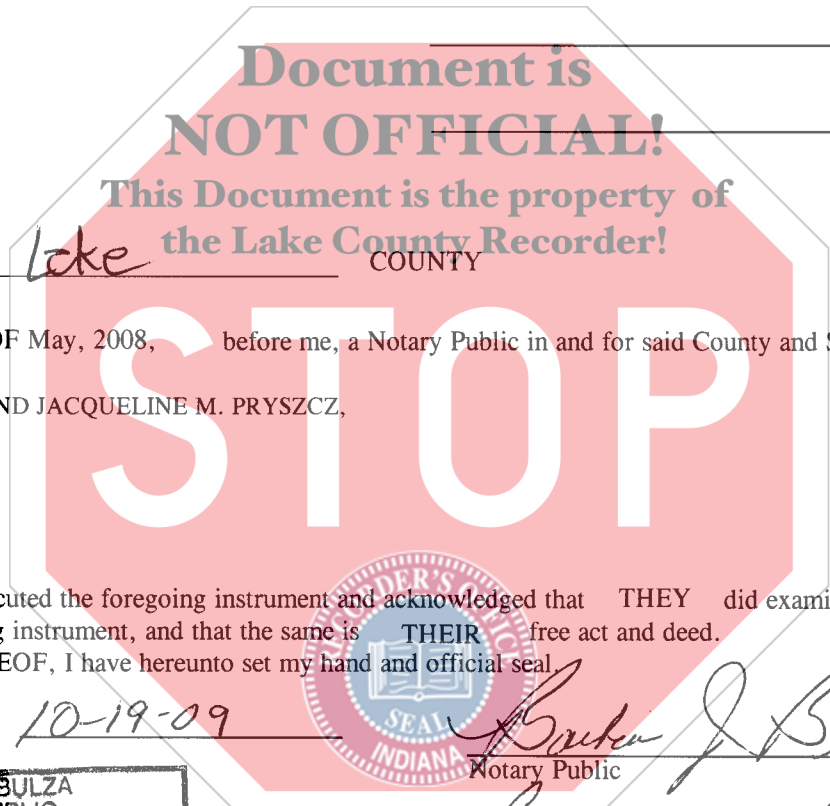 Document is
NOT OFFICIAL!
This Document is the property of
the Lake County Recorder!
Lake COUNTY
OF May, 2008, before me, a Notary Public in and for said County and S
ND JACQUELINE M. PRYSZCZ,
STOP
cuted the foregoing instrument and acknowledged that THEY did exami
g instrument, and that the same is THEIR free act and deed.
EOF, I have hereunto set my hand and official seal
RECORDER'S OFFICE
SEAL
INDIANA
10-19-09
Notary Public
BULZA